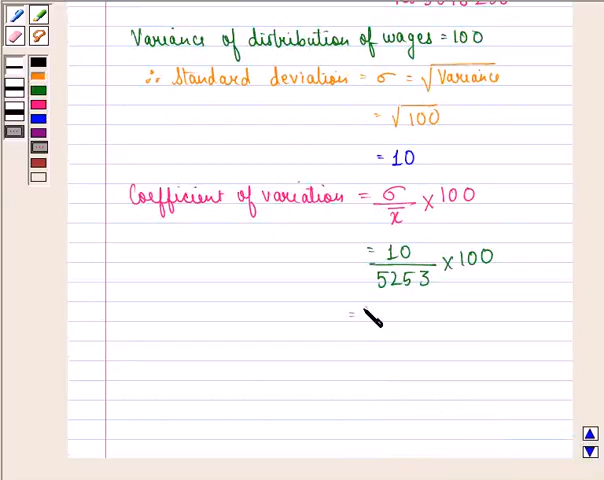 Variance of distribution of wages = 100
∴ Standard deviation = σ = √Variance
= √100
= 10
Coefficient of variation = σ/x̄ × 100
= 10/5253 × 100
=